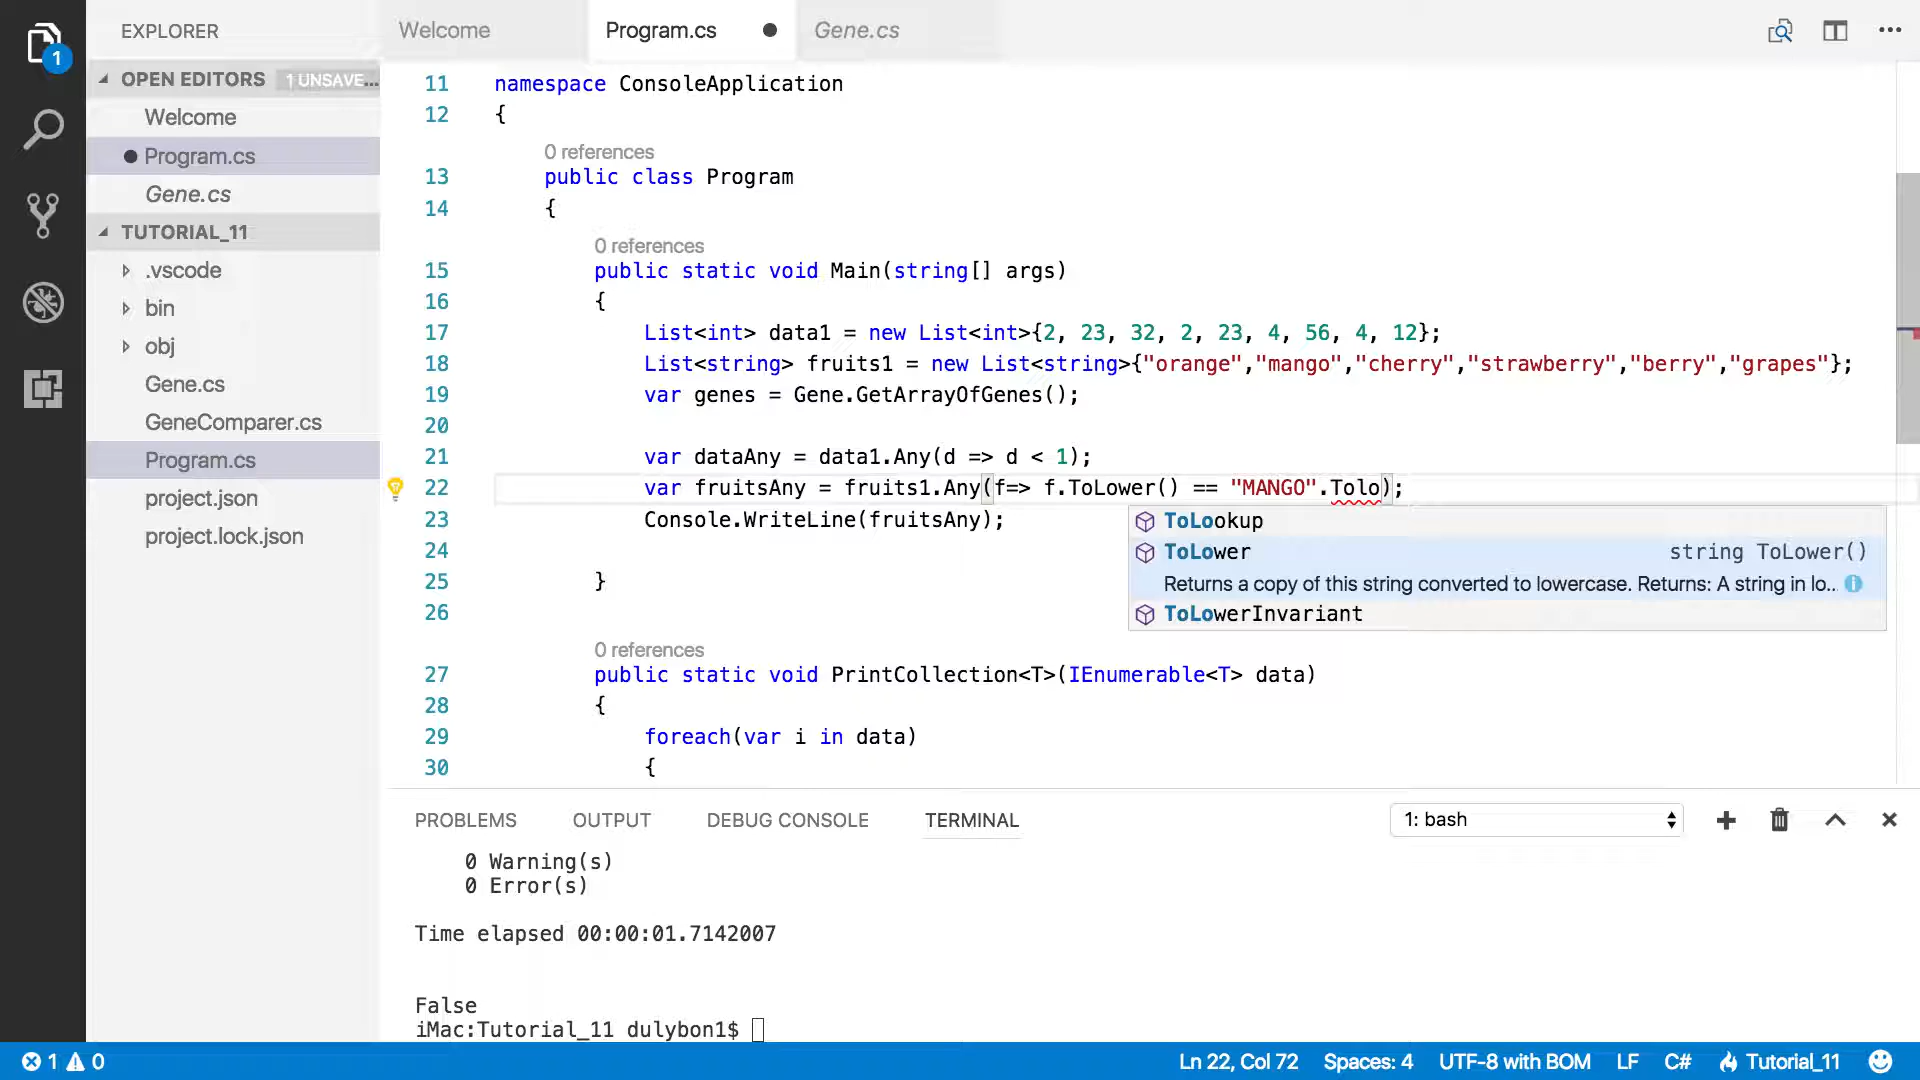 EXPLORER
OPEN EDITORS 1 UNSAVE...
Welcome
Program.cs
Gene.cs
TUTORIAL_11
.vscode
bin
obj
Gene.cs
GeneComparer.cs
Program.cs
project.json
project.lock.json
1
Welcome Program.cs Gene.cs
11 namespace ConsoleApplication
12 {
0 references
13 public class Program
14 {
0 references
15 public static void Main(string[] args)
16 {
17 List<int> data1 = new List<int>{2, 23, 32, 2, 23, 4, 56, 4, 12};
18 List<string> fruits1 = new List<string>{"orange","mango","cherry","strawberry","berry","grapes"};
19 var genes = Gene.GetArrayOfGenes();
20
21 var dataAny = data1.Any(d => d < 1);
22 var fruitsAny = fruits1.Any(f=> f.ToLower() == "MANGO".Tolo);
23 Console.WriteLine(fruitsAny);
24
25 }
26
0 references
27 public static void PrintCollection<T>(IEnumerable<T> data)
28 {
29 foreach(var i in data)
30 {
ToLookup
ToLower string ToLower()
Returns a copy of this string converted to lowercase. Returns: A string in lo...
ToLowerInvariant
PROBLEMS OUTPUT DEBUG CONSOLE TERMINAL 1: bash
0 Warning(s)
0 Error(s)
Time elapsed 00:00:01.7142007
False
iMac:Tutorial_11 dulybon1$
1 0 Ln 22, Col 72 Spaces: 4 UTF-8 with BOM LF C# Tutorial_11